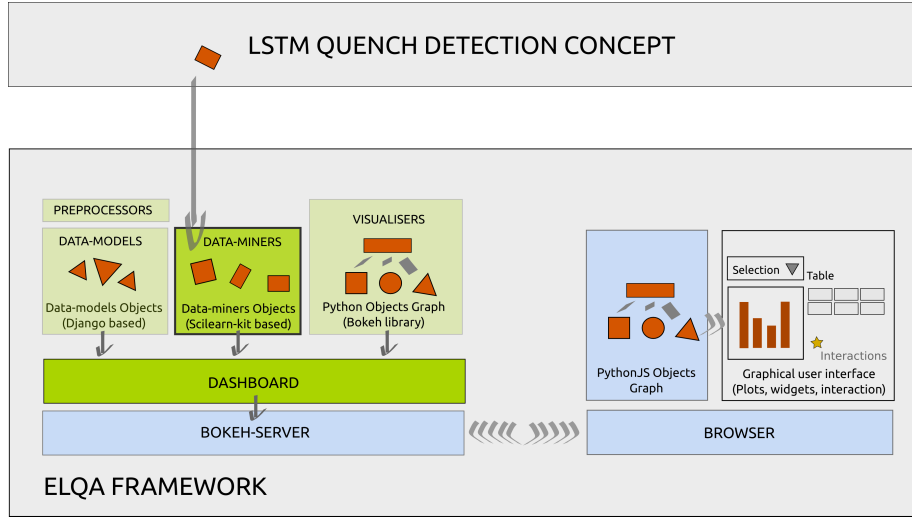 LSTM QUENCH DETECTION CONCEPT
PREPROCESSORS
DATA-MODELS
Data-models Objects
(Django based)
DATA-MINERS
Data-miners Objects
(Scilearn-kit based)
VISUALISERS
Python Objects Graph
(Bokeh library)
DASHBOARD
BOKEH-SERVER
PythonJS Objects
Graph
Selection
Table
Interactions
Graphical user interface
(Plots, widgets, interaction)
BROWSER
ELQA FRAMEWORK